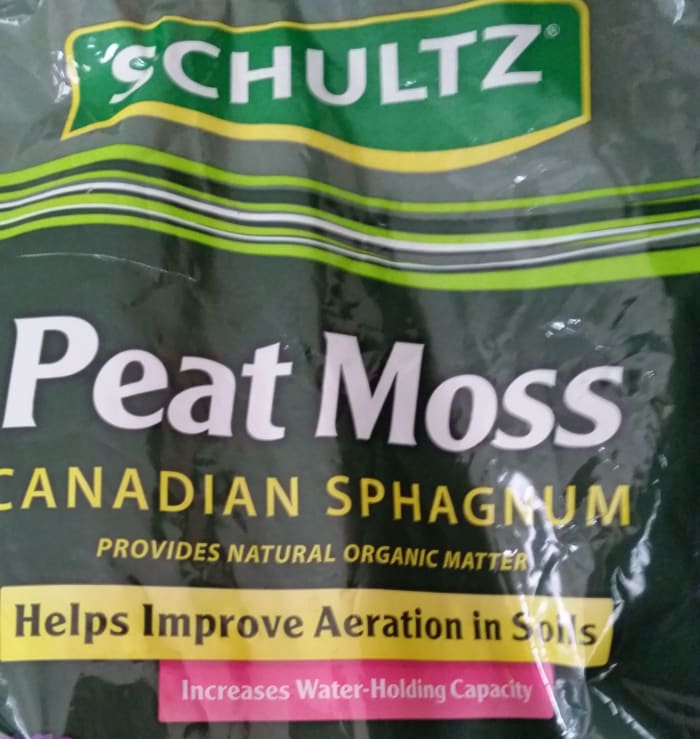 SCHULTZ®
Peat Moss
CANADIAN SPHAGNUM
PROVIDES NATURAL ORGANIC MATTER
Helps Improve Aeration in Soils
Increases Water-Holding Capacity